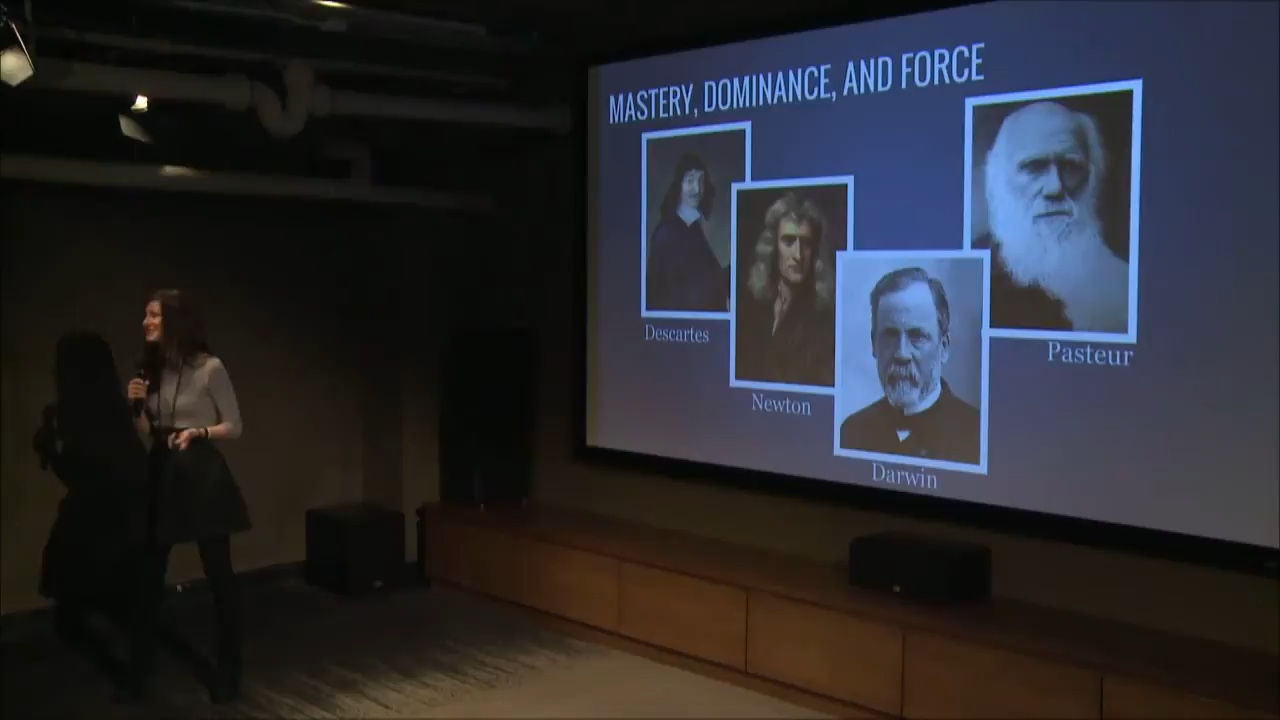 MASTERY, DOMINANCE, AND FORCE
Descartes
Newton
Darwin
Pasteur